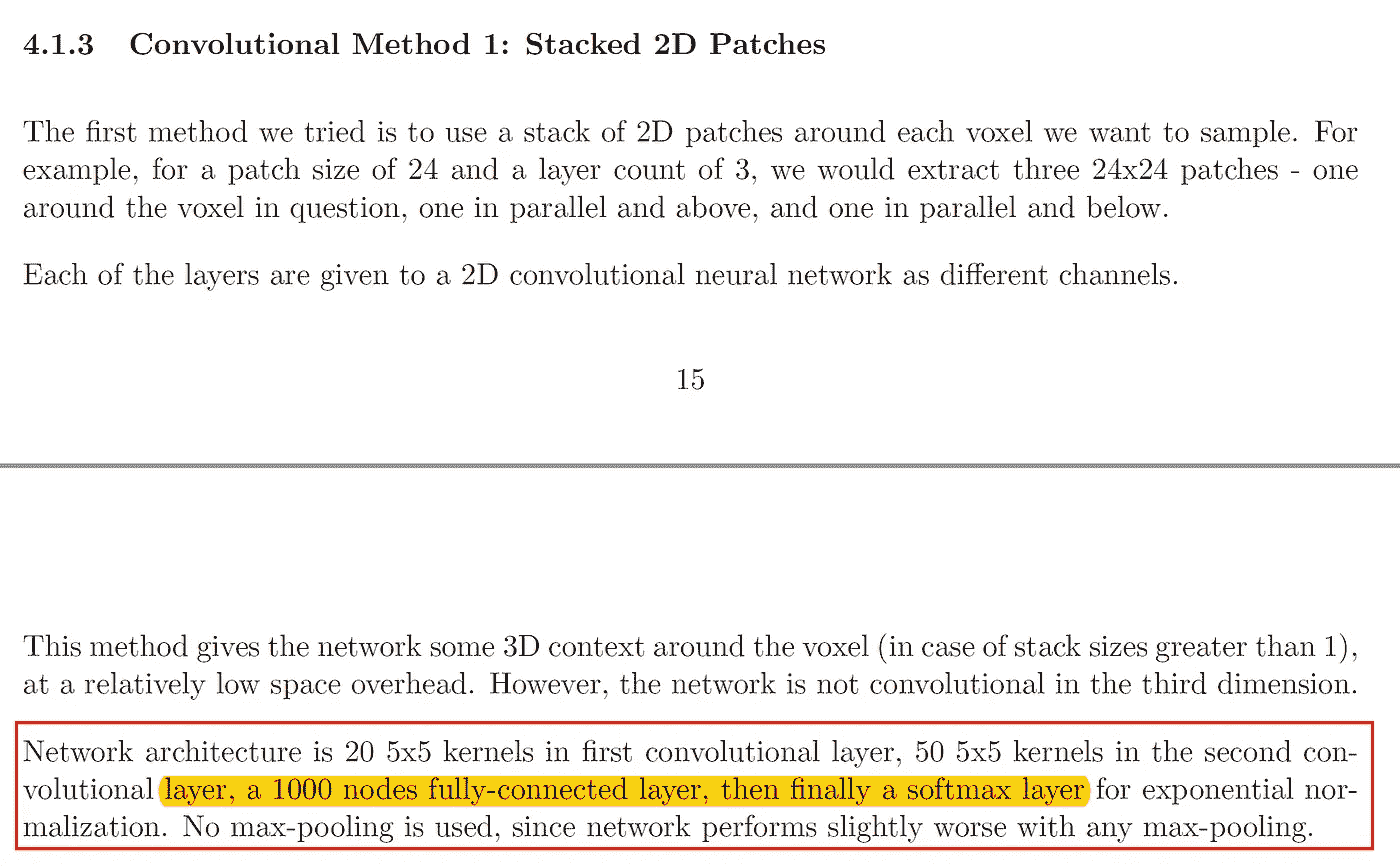 4.1.3 Convolutional Method 1: Stacked 2D Patches
The first method we tried is to use a stack of 2D patches around each voxel we want to sample. For
example, for a patch size of 24 and a layer count of 3, we would extract three 24x24 patches - one
around the voxel in question, one in parallel and above, and one in parallel and below.
Each of the layers are given to a 2D convolutional neural network as different channels.
15
This method gives the network some 3D context around the voxel (in case of stack sizes greater than 1),
at a relatively low space overhead. However, the network is not convolutional in the third dimension.
Network architecture is 20 5x5 kernels in first convolutional layer, 50 5x5 kernels in the second con-
volutional layer, a 1000 nodes fully-connected layer, then finally a softmax layer for exponential nor-
malization. No max-pooling is used, since network performs slightly worse with any max-pooling.